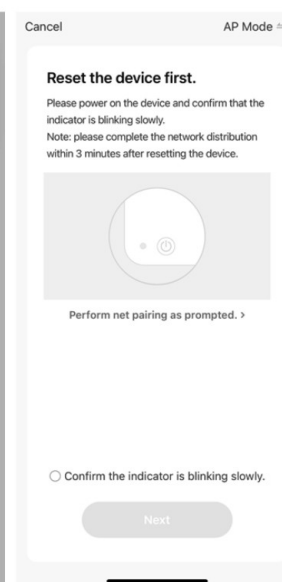 Cancel AP Mode
Reset the device first.
Please power on the device and confirm that the
indicator is blinking slowly.
Note: please complete the network distribution
within 3 minutes after resetting the device.
Perform net pairing as prompted. >
Confirm the indicator is blinking slowly.
Next